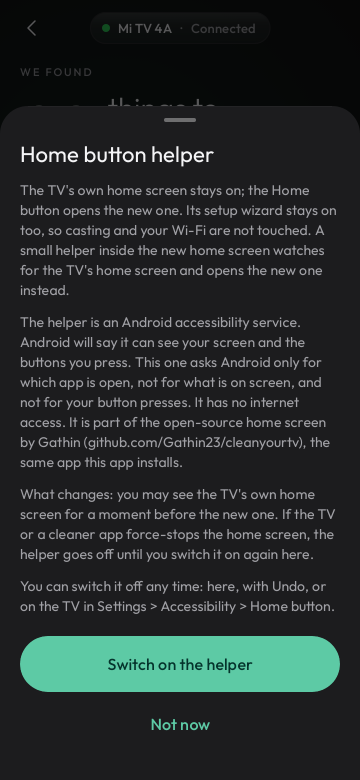 Mi TV 4A · Connected
WE FOUND
things to
Home button helper
The TV's own home screen stays on; the Home
button opens the new one. Its setup wizard stays on
too, so casting and your Wi-Fi are not touched. A
small helper inside the new home screen watches
for the TV's home screen and opens the new one
instead.
The helper is an Android accessibility service.
Android will say it can see your screen and the
buttons you press. This one asks Android only for
which app is open, not for what is on screen, and
not for your button presses. It has no internet
access. It is part of the open-source home screen
by Gathin (github.com/Gathin23/cleanyourtv), the
same app this app installs.
What changes: you may see the TV's own home
screen for a moment before the new one. If the TV
or a cleaner app force-stops the home screen, the
helper goes off until you switch it on again here.
You can switch it off any time: here, with Undo, or
on the TV in Settings > Accessibility > Home button.
Switch on the helper
Not now